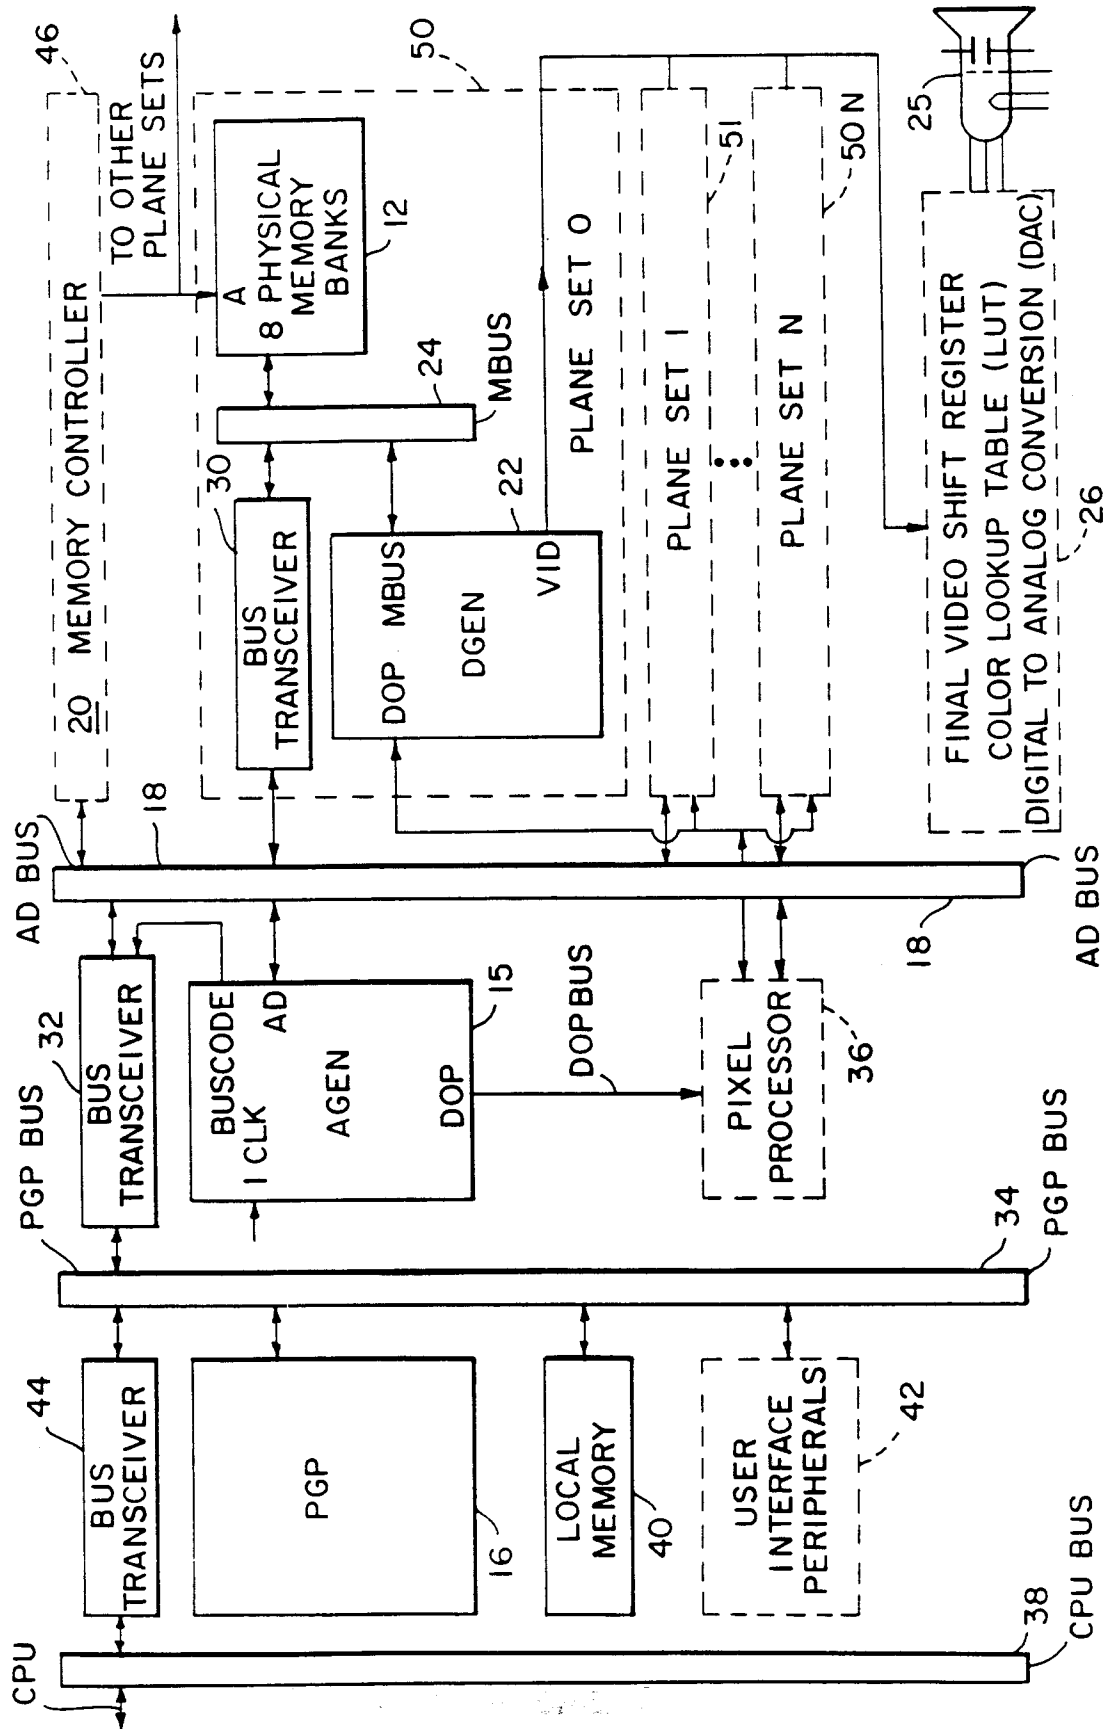 CPU
38
CPU BUS
44
BUS
TRANSCEIVER
PGP
16
LOCAL
MEMORY
40
USER
INTERFACE
PERIPHERALS
42
PGP BUS
34
PGP BUS
32
BUS
TRANSCEIVER
BUSCODE
1 CLK
AD
AGEN
DOP
15
DOPBUS
PIXEL
PROCESSOR
36
AD BUS
18
18
AD BUS
20 MEMORY CONTROLLER
46
TO OTHER
PLANE SETS
50
30
BUS
TRANSCEIVER
A
8 PHYSICAL
MEMORY
BANKS
12
24
MBUS
DOP MBUS
DGEN
VID
22
PLANE SET 0
PLANE SET 1
51
PLANE SET N
50N
FINAL VIDEO SHIFT REGISTER
COLOR LOOKUP TABLE (LUT)
DIGITAL TO ANALOG CONVERSION (DAC)
26
25